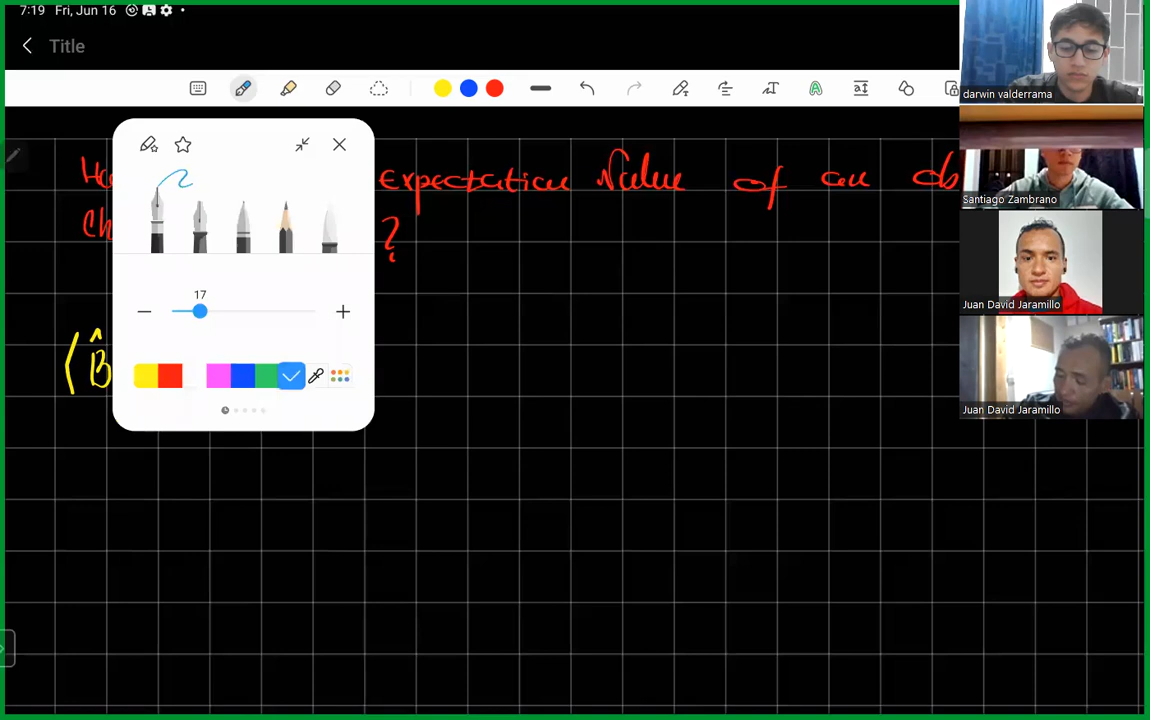 7:19 Fri, Jun 16
Title
darwin valderrama
Santiago Zambrano
Juan David Jaramillo
Juan David Jaramillo
17
expectation Value of an
?
⟨B̂